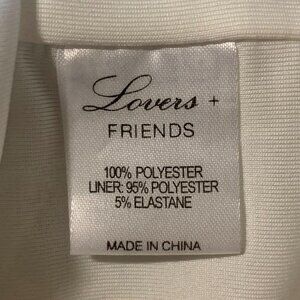 Lovers +
FRIENDS
100% POLYESTER
LINER: 95% POLYESTER
5% ELASTANE
MADE IN CHINA